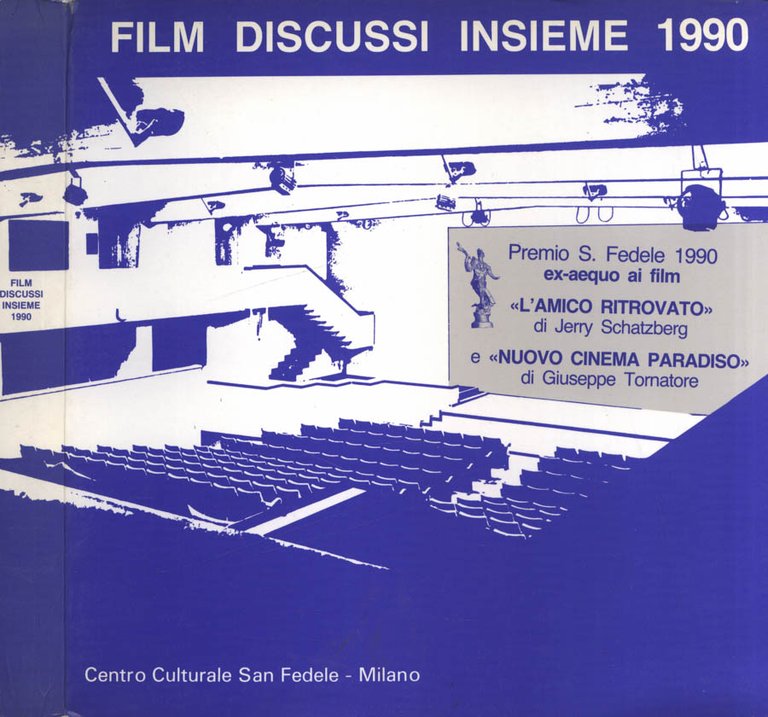 FILM DISCUSSI INSIEME 1990
FILM
DISCUSSI
INSIEME
1990
Premio S. Fedele 1990
ex-aequo ai film
«L'AMICO RITROVATO»
di Jerry Schatzberg
e «NUOVO CINEMA PARADISO»
di Giuseppe Tornatore
Centro Culturale San Fedele - Milano